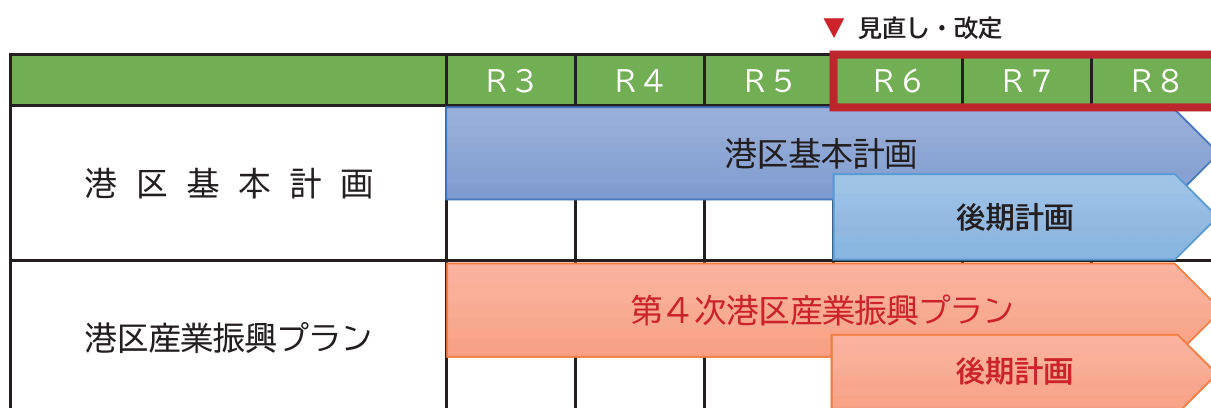 ▼ 見直し・改定
R3 R4 R5 R6 R7 R8
港区基本計画
港区基本計画
後期計画
第4次港区産業振興プラン
港区産業振興プラン
後期計画